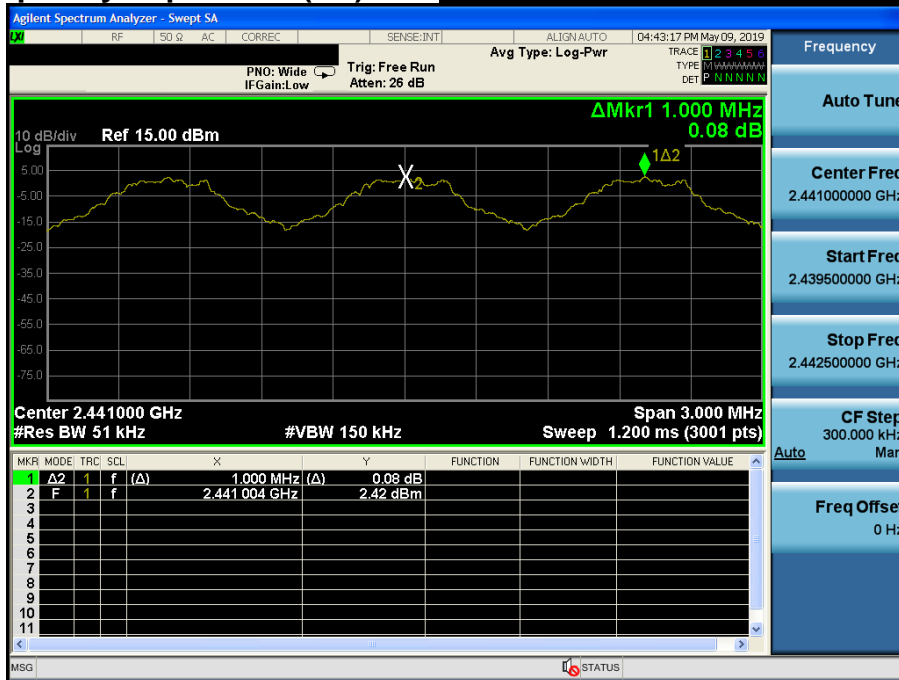 Agilent Spectrum Analyzer - Swept SA
LXI RF 50 Ω AC CORREC SENSE:INT ALIGN AUTO 04:43:17 PM May 09, 2019
Avg Type: Log-Pwr TRACE 1 2 3 4 5 6
PNO: Wide Trig: Free Run TYPE M WWWWW
IFGain:Low Atten: 26 dB DET P N N N N N
ΔMkr1 1.000 MHz
10 dB/div Ref 15.00 dBm 0.08 dB
Log
1Δ2
5.00
2
-5.00
-15.0
-25.0
-35.0
-45.0
-55.0
-65.0
-75.0
Center 2.441000 GHz Span 3.000 MHz
#Res BW 51 kHz #VBW 150 kHz Sweep 1.200 ms (3001 pts)
MKR MODE TRC SCL X Y FUNCTION FUNCTION WIDTH FUNCTION VALUE
1 Δ2 1 f (Δ) 1.000 MHz (Δ) 0.08 dB
2 F 1 f 2.441 004 GHz 2.42 dBm
3
4
5
6
7
8
9
10
11
MSG STATUS
Frequency
Auto Tune
Center Freq
2.441000000 GHz
Start Freq
2.439500000 GHz
Stop Freq
2.442500000 GHz
CF Step
300.000 kHz
Auto Man
Freq Offset
0 Hz